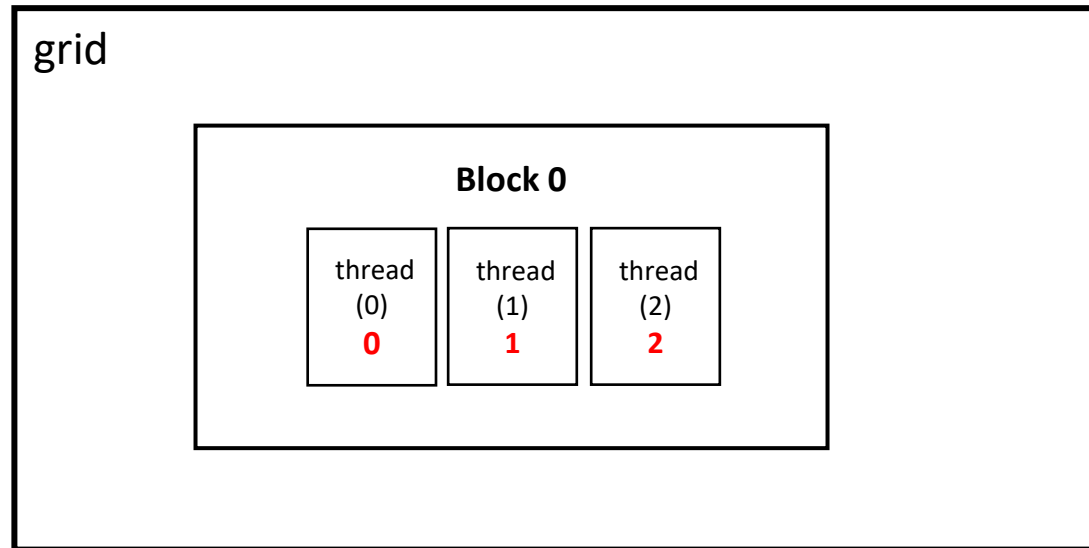 grid
Block 0
thread
(0)
0
thread
(1)
1
thread
(2)
2